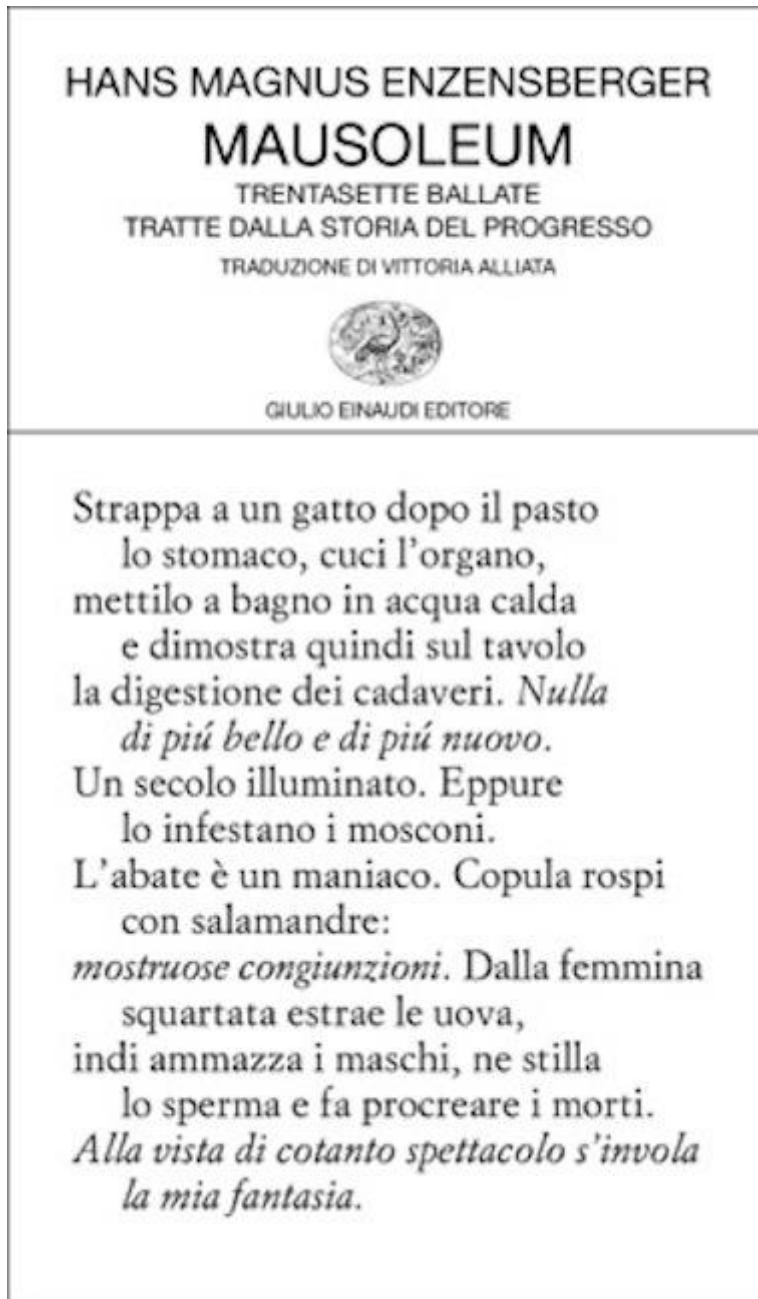 HANS MAGNUS ENZENSBERGER
MAUSOLEUM
TRENTASETTE BALLATE
TRATTE DALLA STORIA DEL PROGRESSO
TRADUZIONE DI VITTORIA ALLIATA
GIULIO EINAUDI EDITORE
Strappa a un gatto dopo il pasto
lo stomaco, cuci l'organo,
mettilo a bagno in acqua calda
e dimostra quindi sul tavolo
la digestione dei cadaveri. Nulla
di piú bello e di piú nuovo.
Un secolo illuminato. Eppure
lo infestano i mosconi.
L'abate è un maniaco. Copula rospi
con salamandre:
mostruose congiunzioni. Dalla femmina
squartata estrae le uova,
indi ammazza i maschi, ne stilla
lo sperma e fa procreare i morti.
Alla vista di cotanto spettacolo s'invola
la mia fantasia.